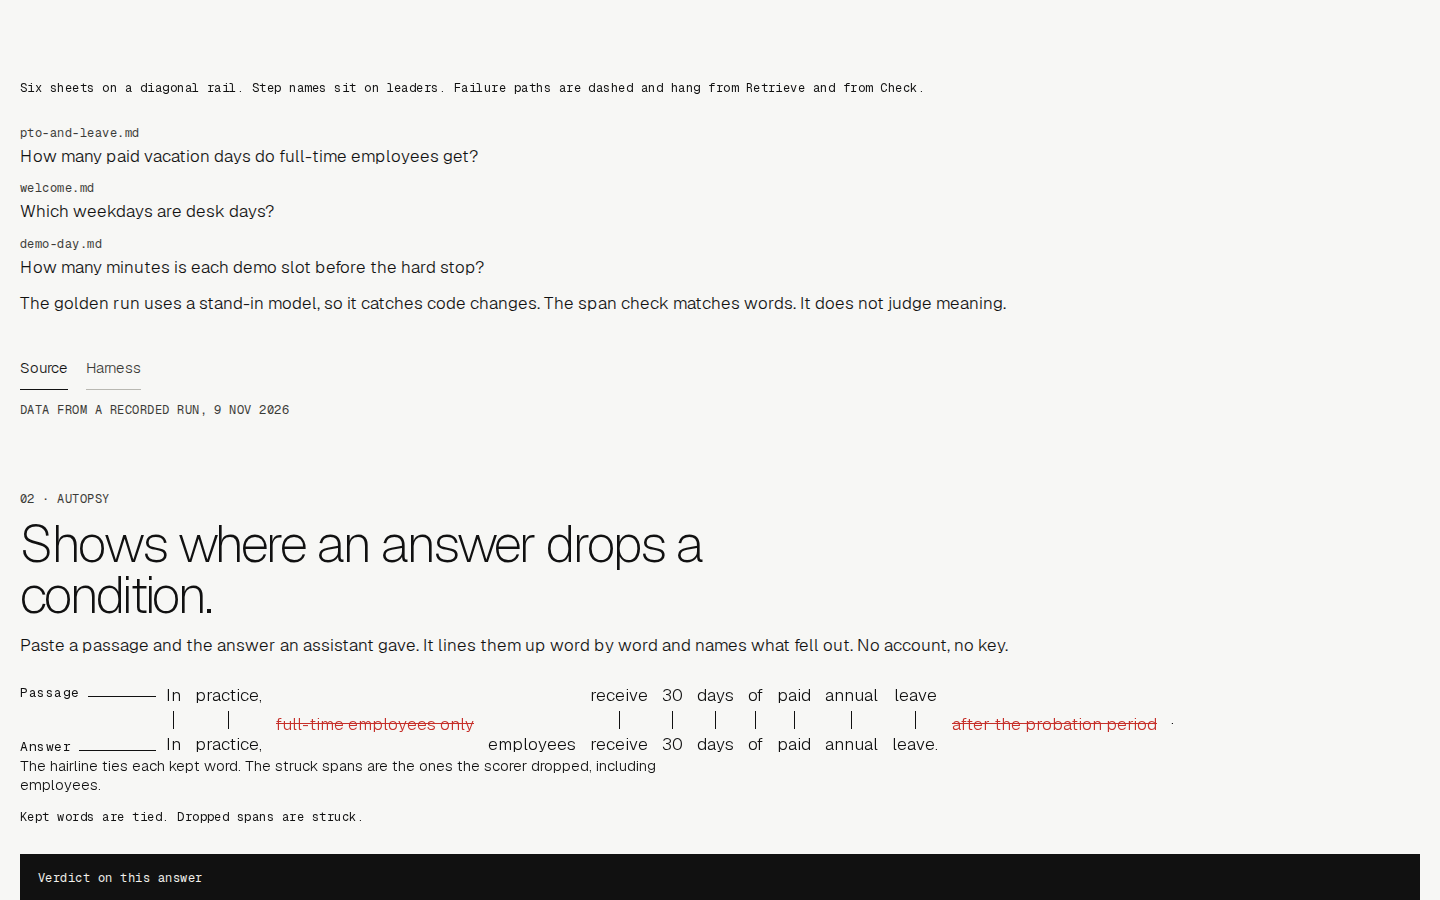 Six sheets on a diagonal rail. Step names sit on leaders. Failure paths are dashed and hang from Retrieve and from Check.
pto-and-leave.md
How many paid vacation days do full-time employees get?
welcome.md
Which weekdays are desk days?
demo-day.md
How many minutes is each demo slot before the hard stop?
The golden run uses a stand-in model, so it catches code changes. The span check matches words. It does not judge meaning.
Source Harness
DATA FROM A RECORDED RUN, 9 NOV 2026
02 · AUTOPSY
Shows where an answer drops a
condition.
Paste a passage and the answer an assistant gave. It lines them up word by word and names what fell out. No account, no key.
Passage In practice, receive 30 days of paid annual leave
full-time employees only after the probation period .
Answer In practice, employees receive 30 days of paid annual leave.
The hairline ties each kept word. The struck spans are the ones the scorer dropped, including
employees.
Kept words are tied. Dropped spans are struck.
Verdict on this answer